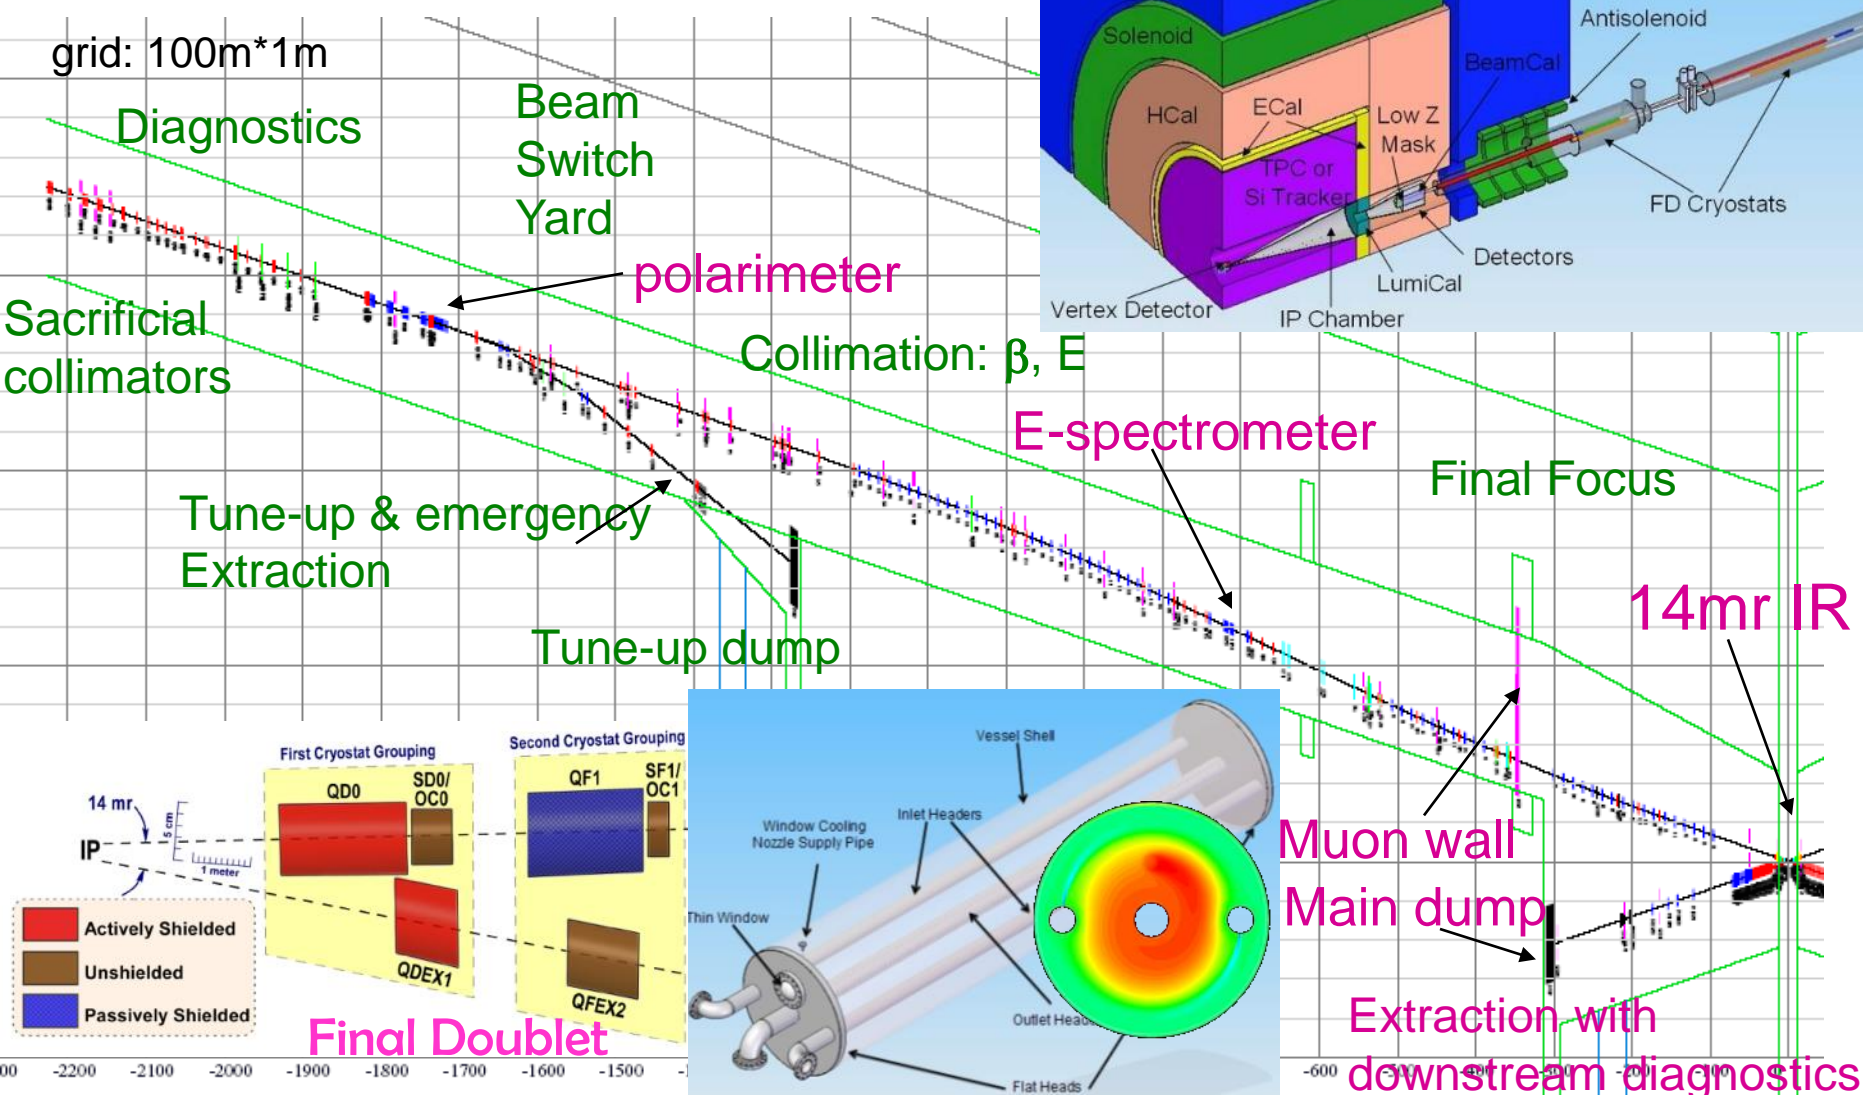 grid: 100m*1m
Diagnostics
Beam
Switch
Yard
polarimeter
Sacrificial
collimators
Collimation: β, E
E-spectrometer
Final Focus
Tune-up & emergency
Extraction
Tune-up dump
14mr IR
Muon wall
Main dump
Extraction with
downstream diagnostics
Solenoid
HCal
ECal
TPC or
Si Tracker
Low Z
Mask
BeamCal
Antisolenoid
FD Cryostats
Detectors
LumiCal
IP Chamber
Vertex Detector
First Cryostat Grouping
Second Cryostat Grouping
QD0
SD0/
OC0
QF1
SF1/
OC1
14 mr
5 cm
1 meter
IP
QDEX1
QFEX2
Actively Shielded
Unshielded
Passively Shielded
Final Doublet
Vessel Shell
Inlet Headers
Window Cooling
Nozzle Supply Pipe
Thin Window
Flat Heads
-2200 -2100 -2000 -1900 -1800 -1700 -1600 -1500
-600